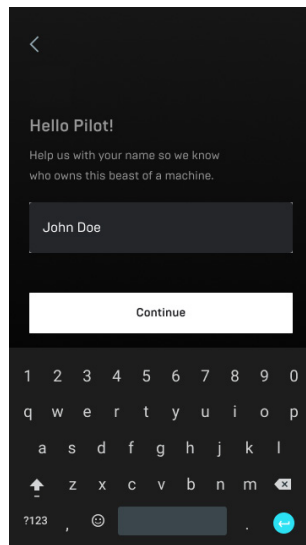 Hello Pilot!
Help us with your name so we know
who owns this beast of a machine.
John Doe
Continue
1 2 3 4 5 6 7 8 9 0
q w e r t y u i o p
a s d f g h j k l
z x c v b n m
?123 , .